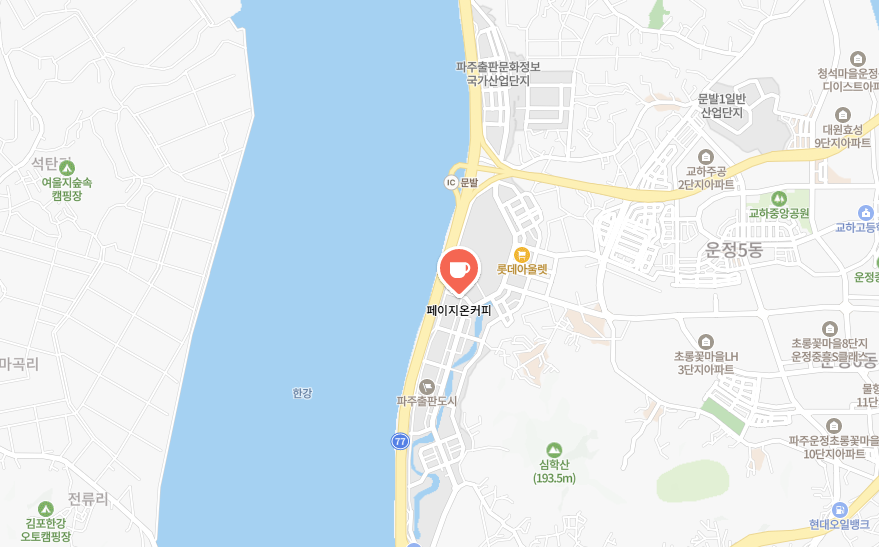 파주출판문화정보
국가산업단지
청석마을운정
디이스트아파
문발1일반
산업단지
대원효성
9단지아파트
석탄리
여울지숲속
캠핑장
IC
문발
교하주공
2단지아파트
교하중앙공원
교하고등학
운정5동
롯데아울렛
운정중
페이지온커피
초롱꽃마을8단지
운정중흥S클래스
초롱꽃마을LH
3단지아파트
마곡리
한강
파주출판도시
물향
11단
77
파주운정초롱꽃마을
10단지아파트
심학산
(193.5m)
전류리
김포한강
오토캠핑장
현대오일뱅크